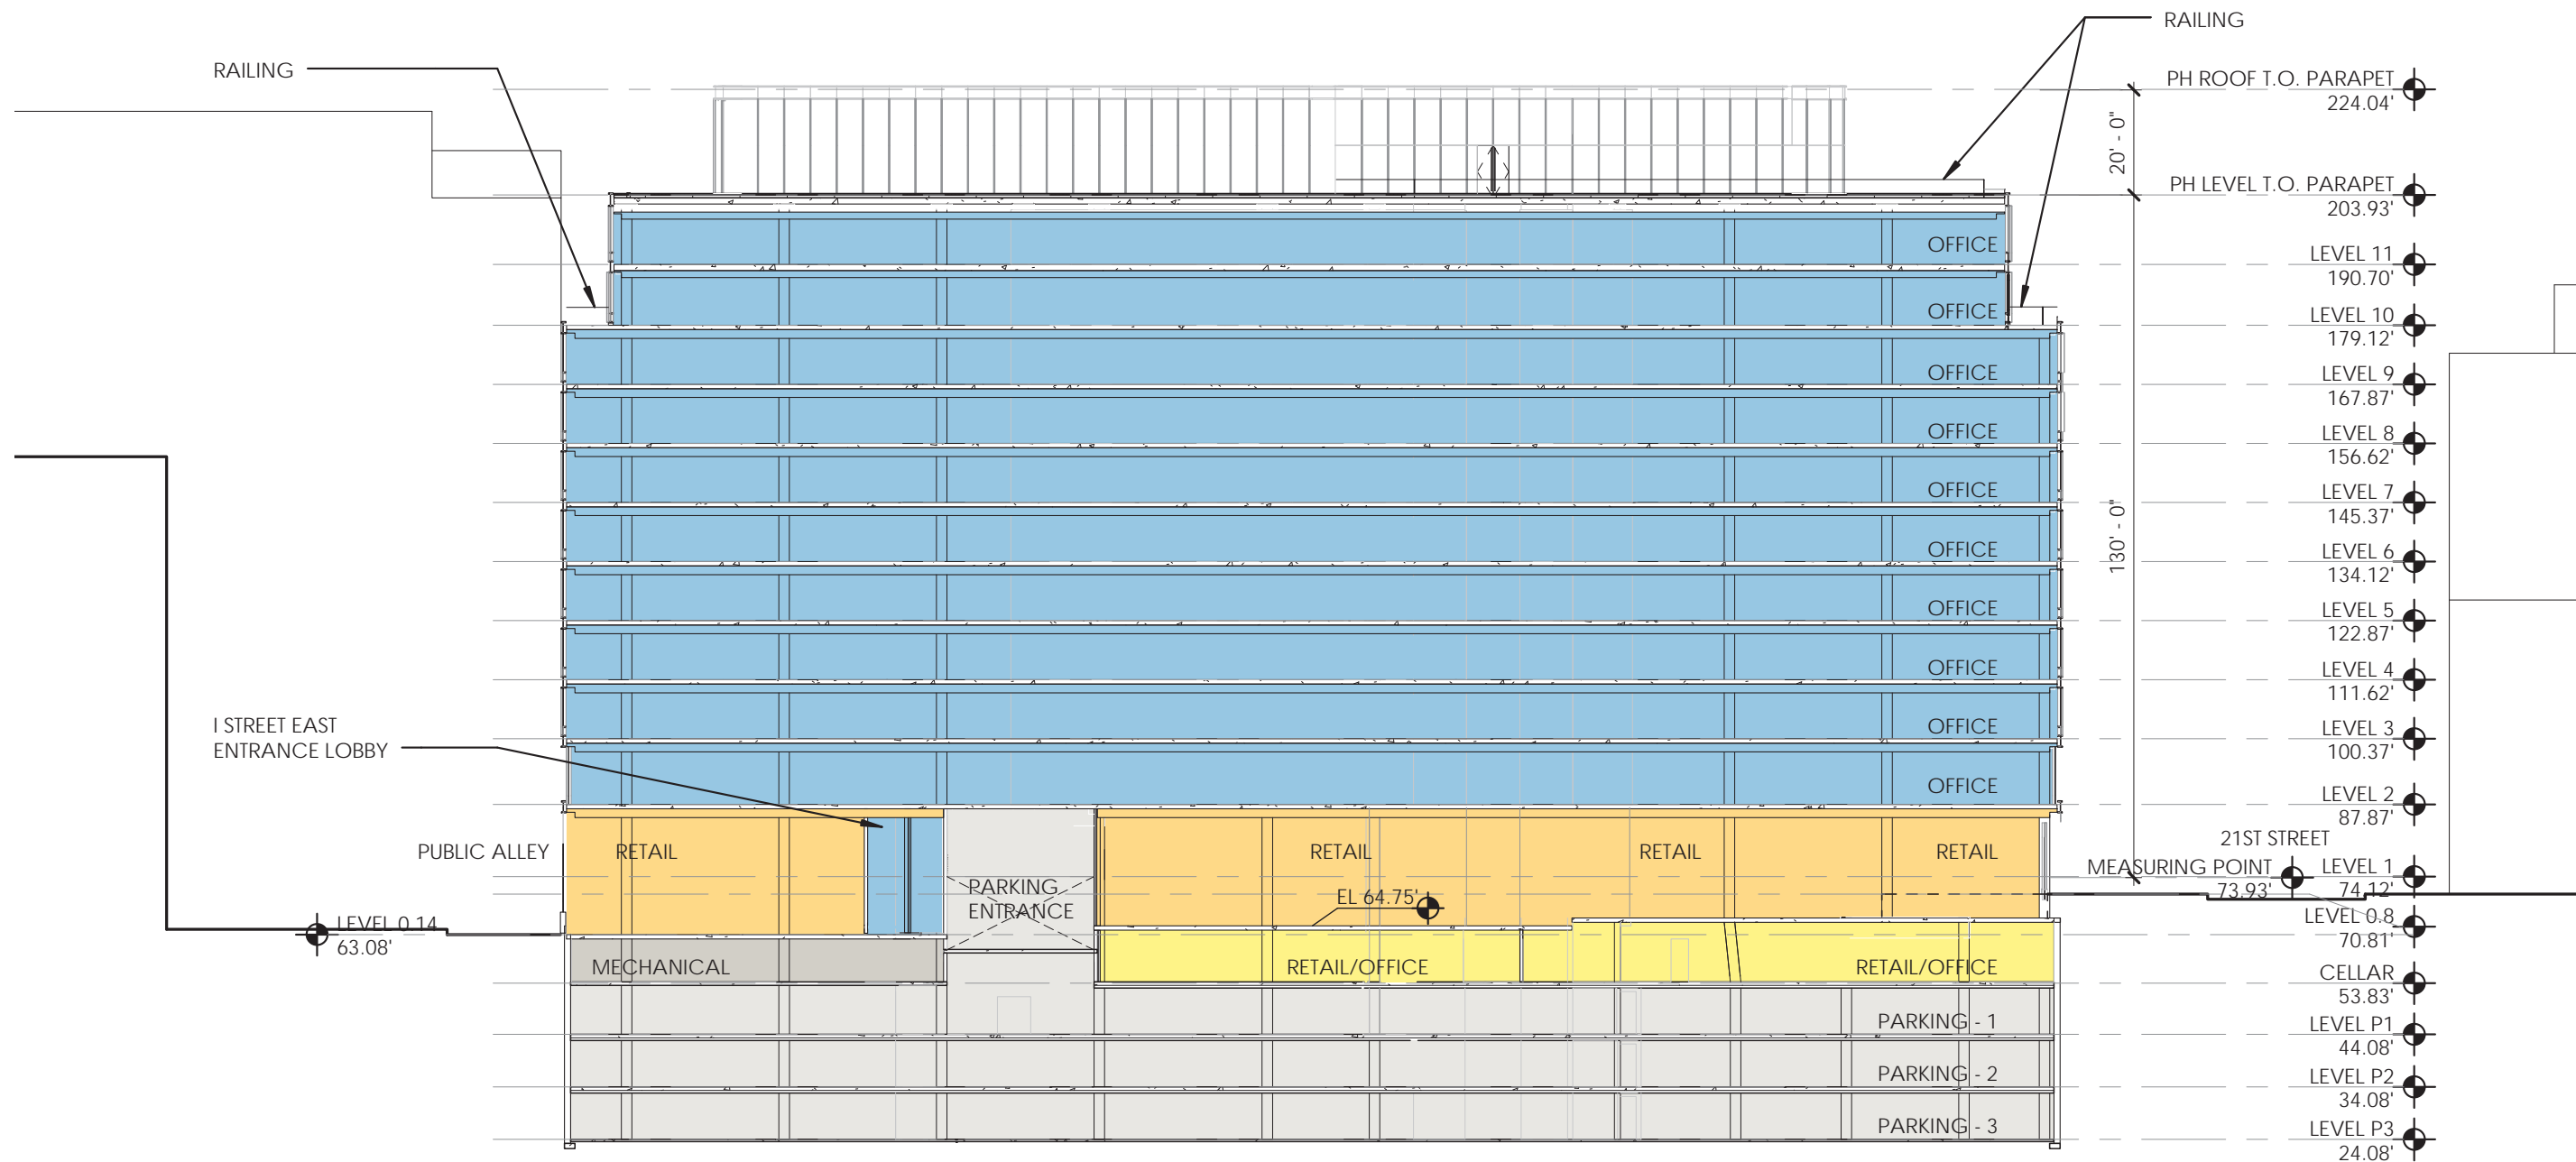 RAILING
RAILING
PH ROOF T.O. PARAPET
224.04'
20' - 0"
PH LEVEL T.O. PARAPET
203.93'
OFFICE
LEVEL 11
190.70'
OFFICE
LEVEL 10
179.12'
OFFICE
LEVEL 9
167.87'
OFFICE
LEVEL 8
156.62'
OFFICE
LEVEL 7
145.37'
130' - 0"
OFFICE
LEVEL 6
134.12'
OFFICE
LEVEL 5
122.87'
OFFICE
LEVEL 4
111.62'
I STREET EAST
ENTRANCE LOBBY
OFFICE
LEVEL 3
100.37'
OFFICE
LEVEL 2
87.87'
PUBLIC ALLEY
RETAIL
RETAIL
RETAIL
RETAIL
21ST STREET
MEASURING POINT
73.93'
LEVEL 1
74.12'
PARKING
ENTRANCE
EL 64.75'
LEVEL 0.14
63.08'
LEVEL 0.8
70.81'
MECHANICAL
RETAIL/OFFICE
RETAIL/OFFICE
CELLAR
53.83'
PARKING - 1
LEVEL P1
44.08'
PARKING - 2
LEVEL P2
34.08'
PARKING - 3
LEVEL P3
24.08'